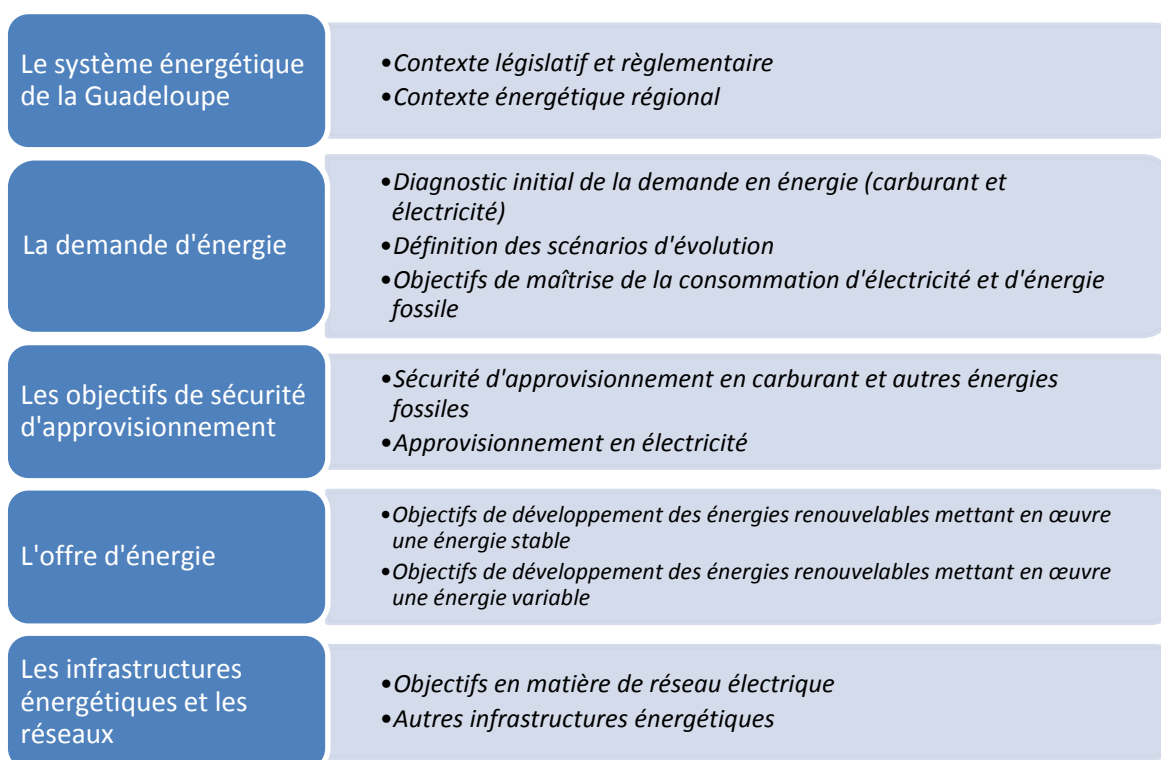 Le système énergétique
de la Guadeloupe
•Contexte législatif et règlementaire
•Contexte énergétique régional
La demande d'énergie
•Diagnostic initial de la demande en énergie (carburant et
électricité)
•Définition des scénarios d'évolution
•Objectifs de maîtrise de la consommation d'électricité et d'énergie
fossile
Les objectifs de sécurité
d'approvisionnement
•Sécurité d'approvisionnement en carburant et autres énergies
fossiles
•Approvisionnement en électricité
L'offre d'énergie
•Objectifs de développement des énergies renouvelables mettant en œuvre
une énergie stable
•Objectifs de développement des énergies renouvelables mettant en œuvre
une énergie variable
Les infrastructures
énergétiques et les
réseaux
•Objectifs en matière de réseau électrique
•Autres infrastructures énergétiques